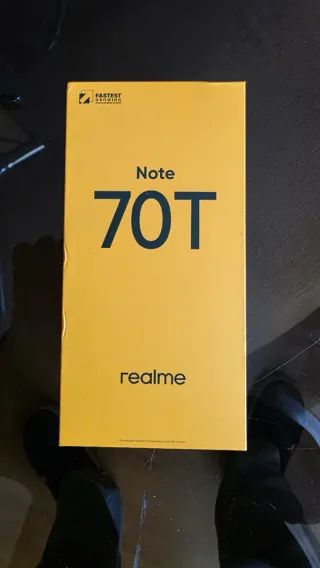 FASTEST
GROWING
Note
70T
realme